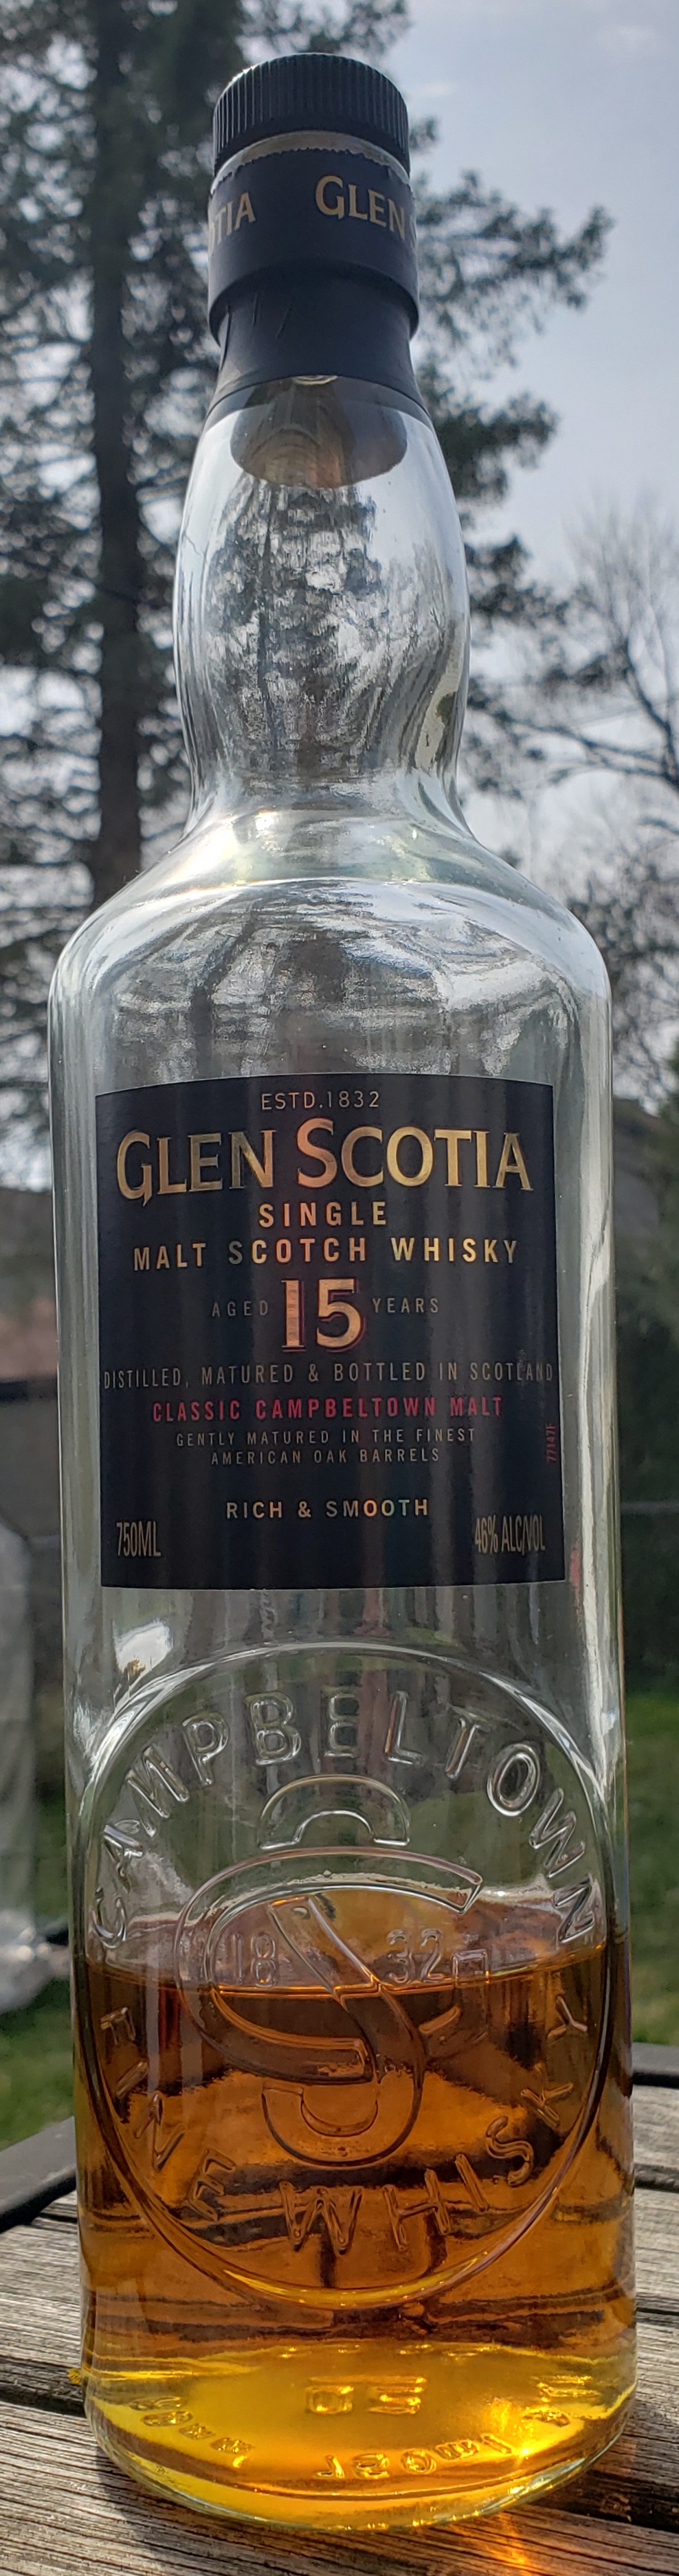 GLEN
ESTD.1832
GLEN SCOTIA
SINGLE
MALT SCOTCH WHISKY
AGED 15 YEARS
DISTILLED, MATURED & BOTTLED IN SCOTLAND
CLASSIC CAMPBELTOWN MALT
GENTLY MATURED IN THE FINEST
AMERICAN OAK BARRELS
77147F
RICH & SMOOTH
750ML 46% ALC/VOL
CAMPBELTOWN
18 32
FINE WHISKY